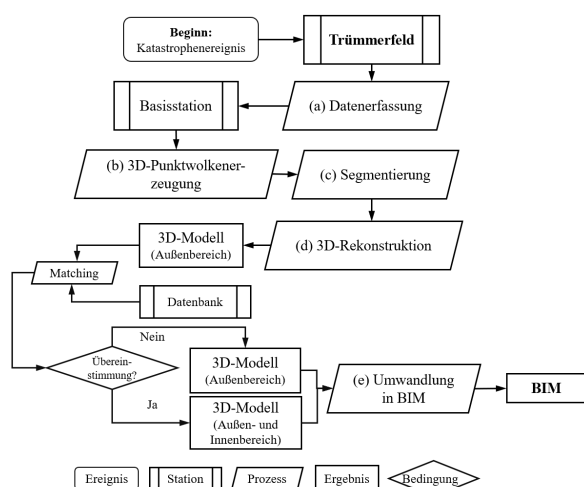 Beginn:
Katastrophenereignis
Trümmerfeld
Basisstation
(a) Datenerfassung
(b) 3D-Punktwolkener-
zeugung
(c) Segmentierung
3D-Modell
(Außenbereich)
(d) 3D-Rekonstruktion
Matching
Datenbank
Nein
Überein-
stimmung?
3D-Modell
(Außenbereich)
Ja
3D-Modell
(Außen- und
Innenbereich)
(e) Umwandlung
in BIM
BIM
Ereignis
Station
Prozess
Ergebnis
Bedingung